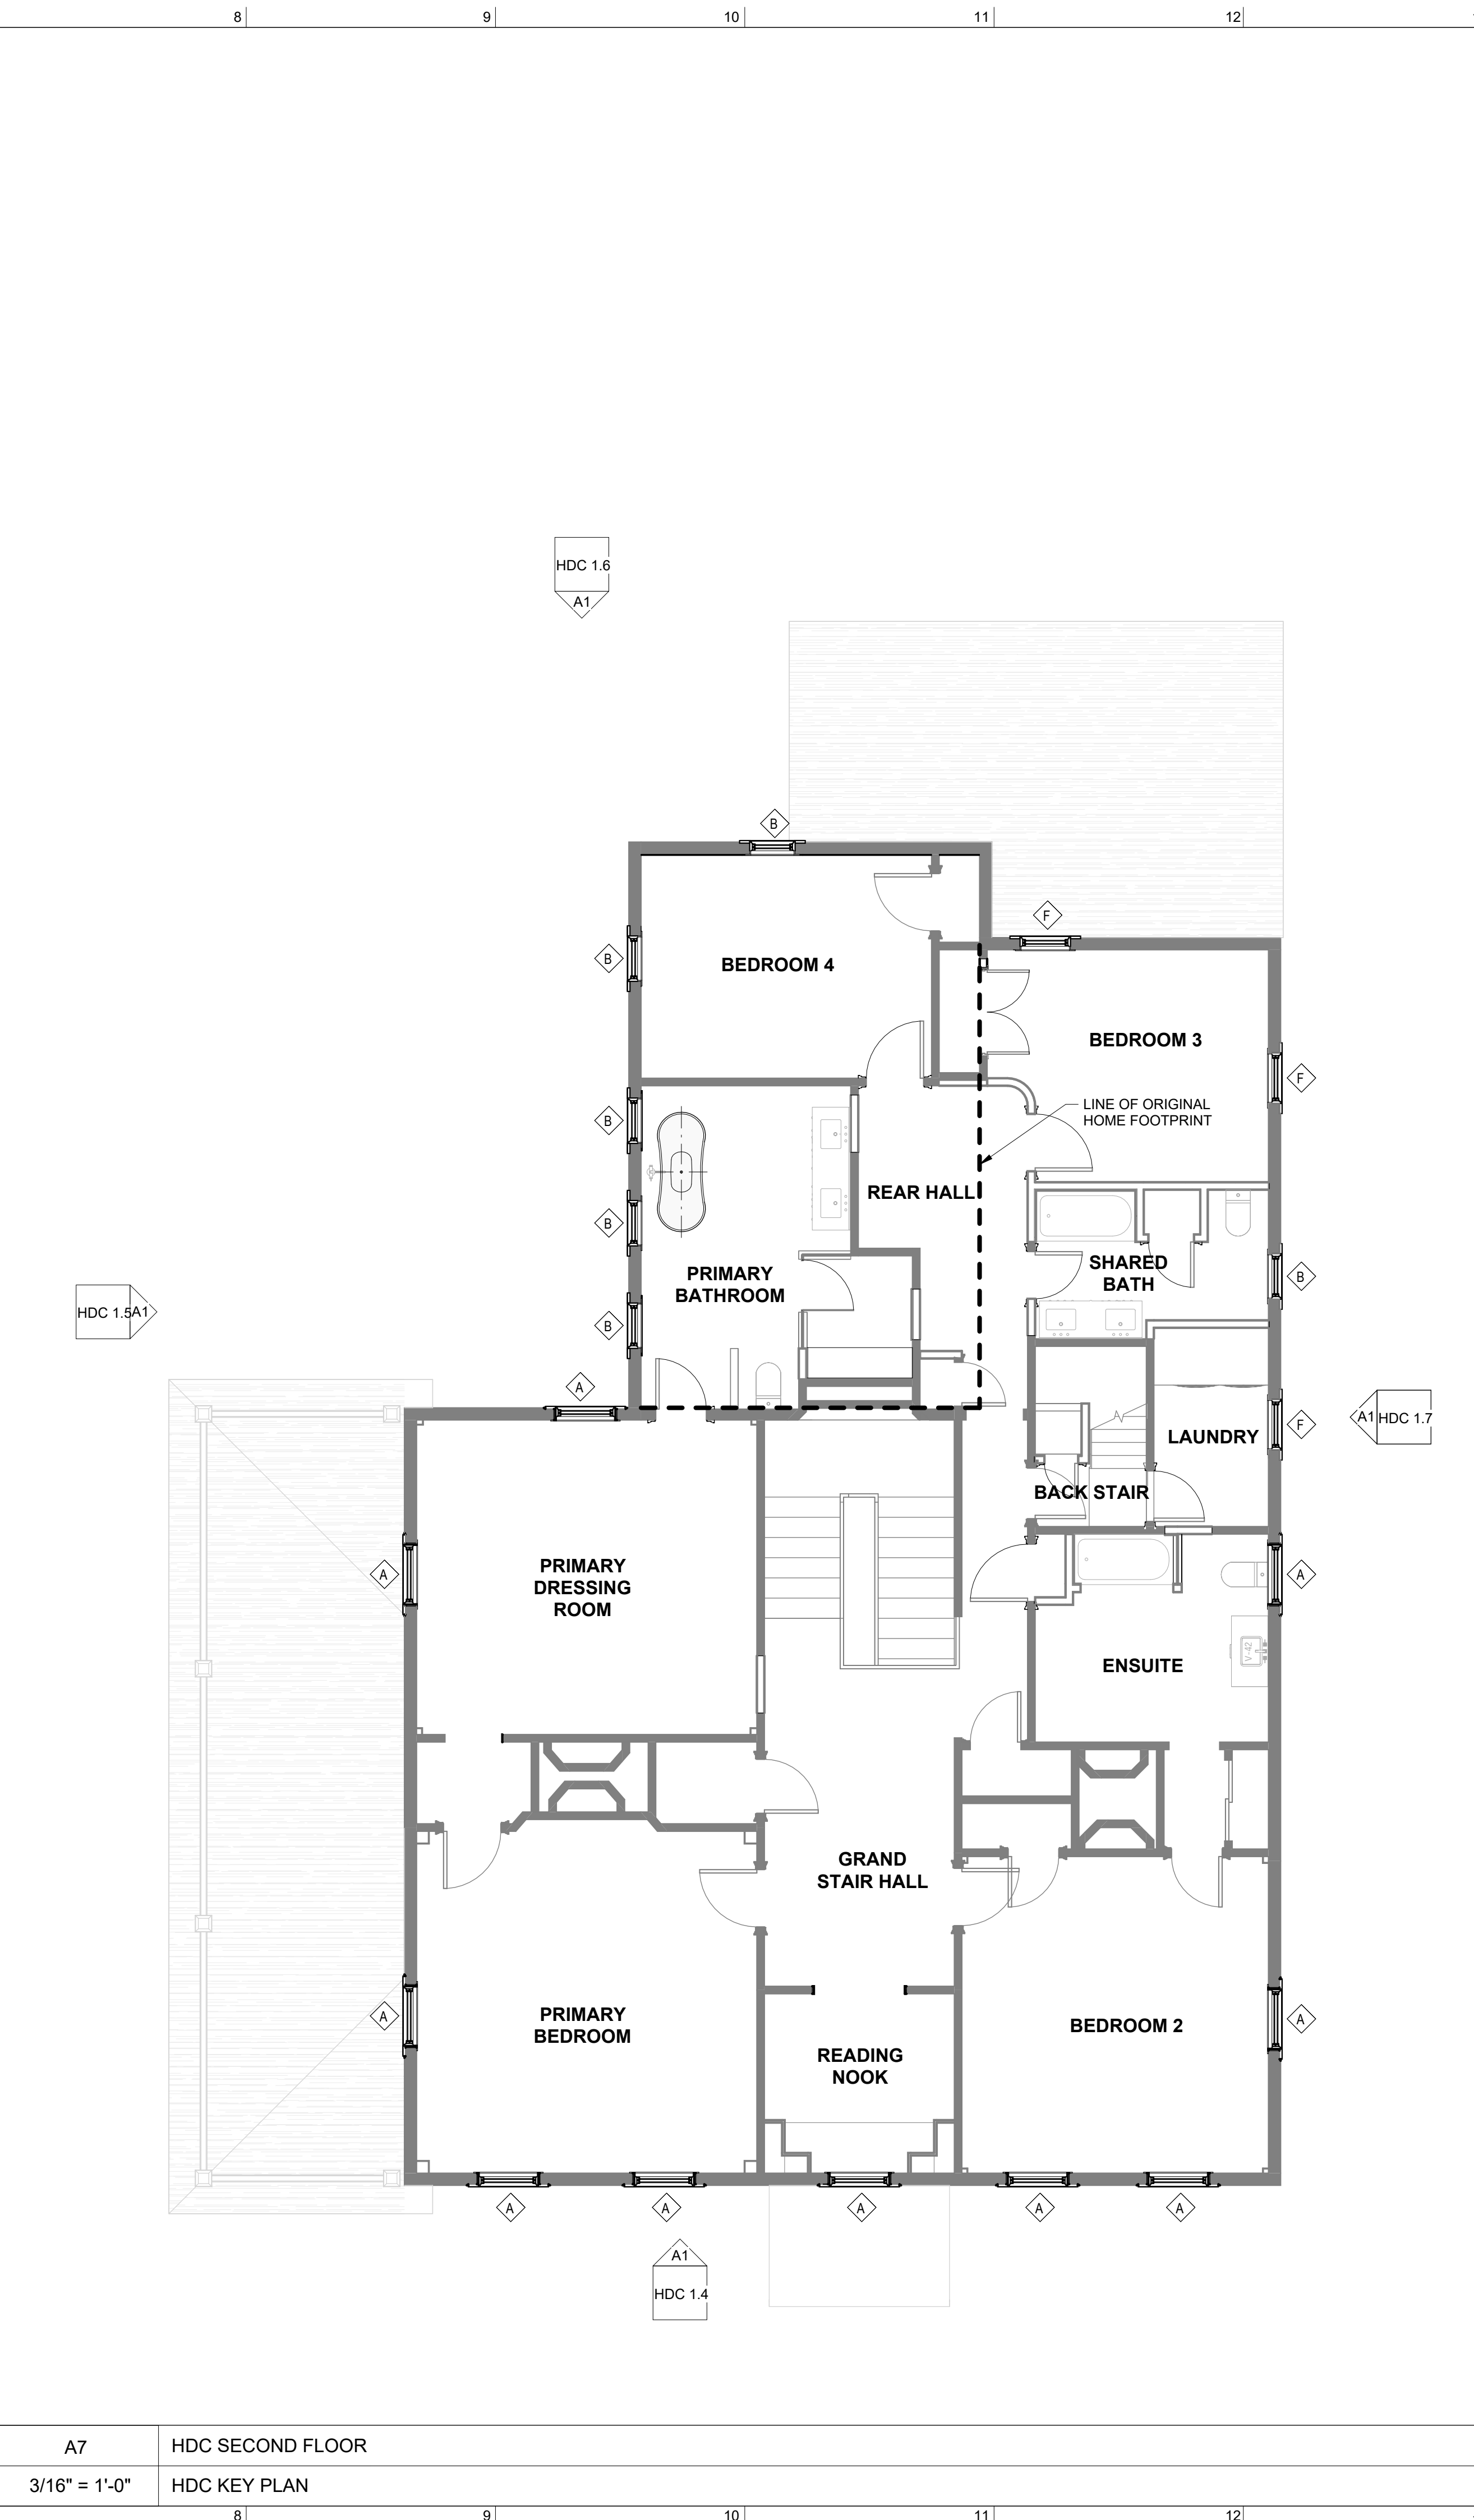 8 9 10 11 12
HDC 1.6
A1
B
F
B
BEDROOM 4
BEDROOM 3
F
LINE OF ORIGINAL
HOME FOOTPRINT
B
REAR HALL
B
SHARED
BATH
B
PRIMARY
BATHROOM
HDC 1.5 A1
B
A
A1 HDC 1.7
F
LAUNDRY
BACK STAIR
A
PRIMARY
DRESSING
ROOM
A
V-42
ENSUITE
GRAND
STAIR HALL
A
PRIMARY
BEDROOM
BEDROOM 2
A
READING
NOOK
A A A A A
A1
HDC 1.4
A7 HDC SECOND FLOOR
3/16" = 1'-0" HDC KEY PLAN
8 9 10 11 12